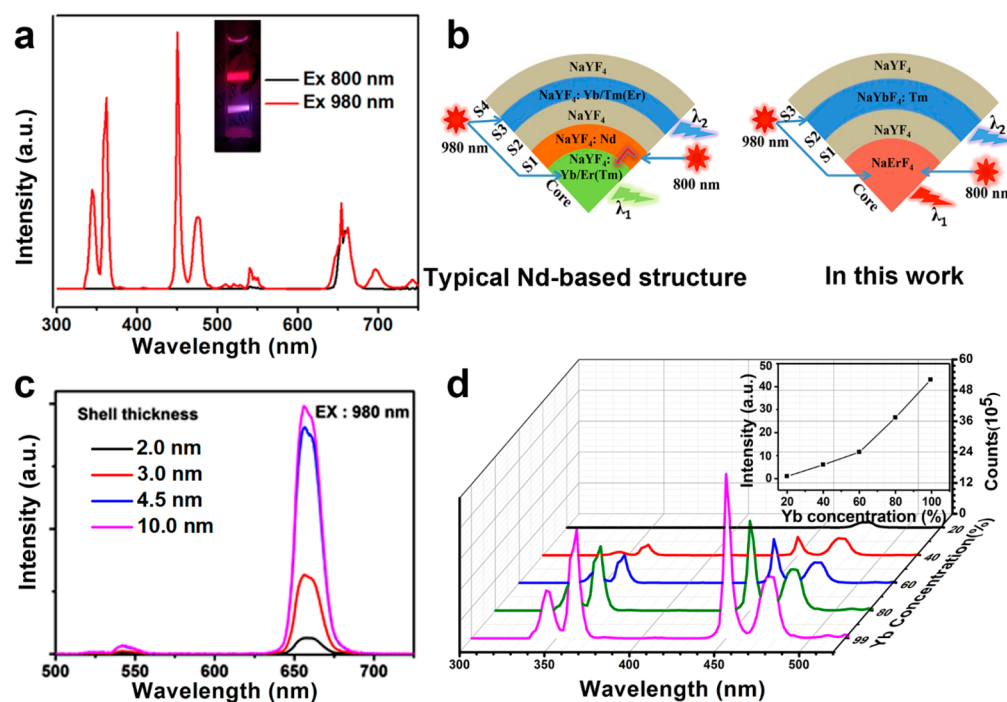 a
Intensity (a.u.)
Ex 800 nm
Ex 980 nm
300 400 500 600 700
Wavelength (nm)
b
NaYF4
NaYF4: Yb/Tm(Er)
NaYF4
NaYF4: Nd
NaYF4:
Yb/Er(Tm)
S4
S3
S2
S1
Core
980 nm
800 nm
λ2
λ1
Typical Nd-based structure
NaYF4
NaYbF4: Tm
NaYF4
NaErF4
S3
S2
S1
Core
980 nm
800 nm
λ2
λ1
In this work
c
Intensity (a.u.)
Shell thickness
2.0 nm
3.0 nm
4.5 nm
10.0 nm
EX : 980 nm
500 550 600 650 700
Wavelength (nm)
d
Intensity (a.u.)
50
40
30
20
10
0
20 40 60 80 100
Yb concentration (%)
60
48
36
24
12
0
Counts(10⁵)
20
40
60
80
99
Yb Concentration(%)
300 350 400 450 500
Wavelength (nm)